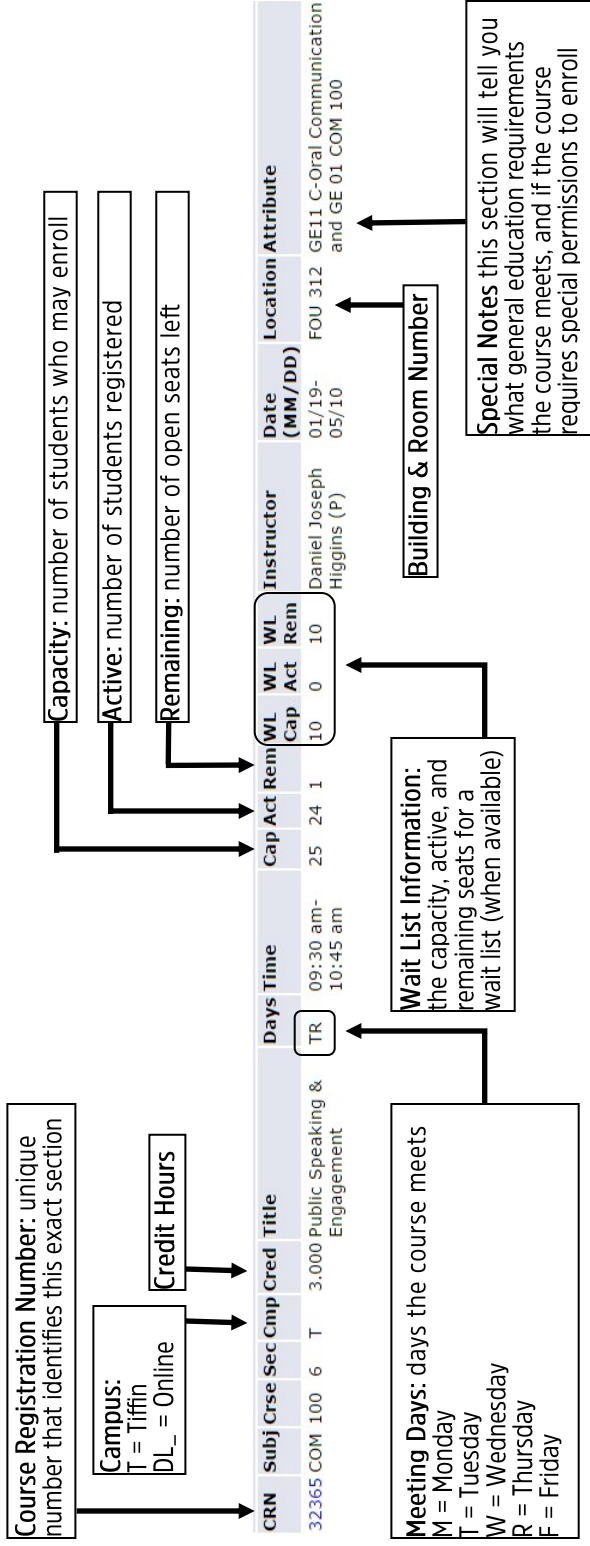 Course Registration Number: unique
number that identifies this exact section
Campus:
T = Tiffin
DL_ = Online
Credit Hours
Capacity: number of students who may enroll
Active: number of students registered
Remaining: number of open seats left
CRN Subj Crse Sec Cmp Cred Title Days Time Cap Act Rem WL Cap WL Act WL Rem Instructor Date (MM/DD) Location Attribute
32365 COM 100 6 T 3.000 Public Speaking & TR 09:30 am- 25 24 1 10 0 10 Daniel Joseph 01/19- FOU 312 GE11 C-Oral Communication
Engagement 10:45 am Higgins (P) 05/10 and GE 01 COM 100
Meeting Days: days the course meets
M = Monday
T = Tuesday
W = Wednesday
R = Thursday
F = Friday
Wait List Information:
the capacity, active, and
remaining seats for a
wait list (when available)
Building & Room Number
Special Notes this section will tell you
what general education requirements
the course meets, and if the course
requires special permissions to enroll